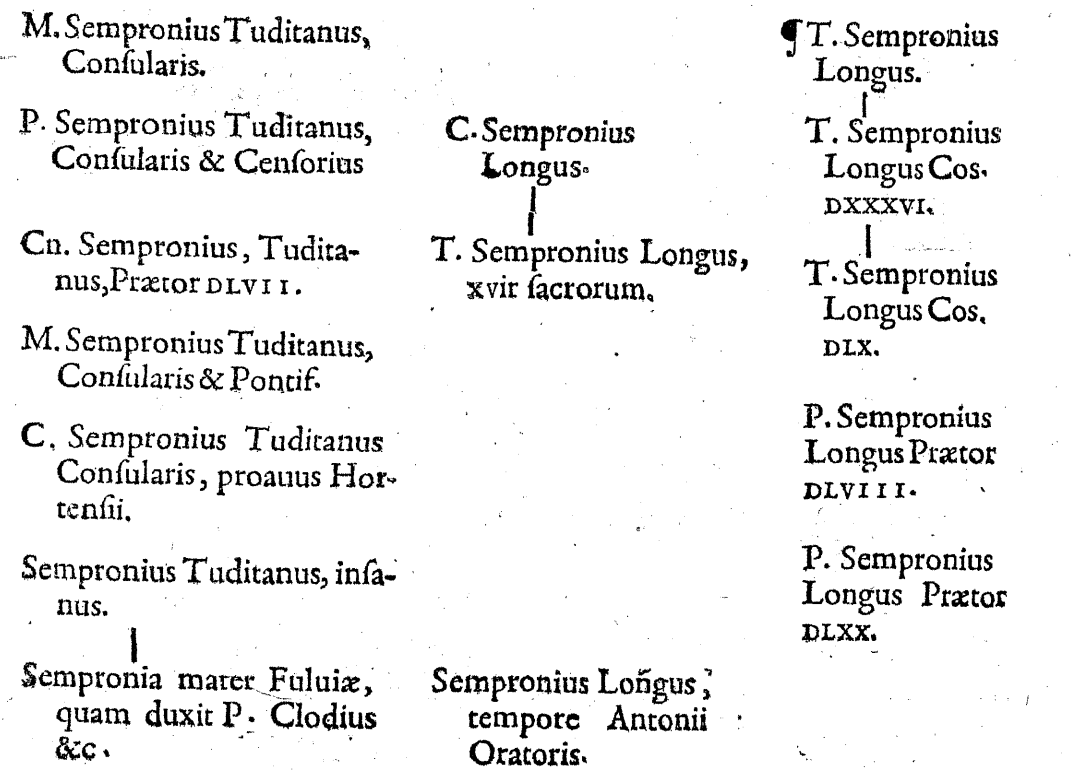 M. Sempronius Tuditanus,
Conſularis.
P. Sempronius Tuditanus,
Conſularis & Cenſorius
Cn. Sempronius, Tudita-
nus, Prætor DLVII.
M. Sempronius Tuditanus,
Conſularis & Pontif.
C. Sempronius Tuditanus
Conſularis, proauus Hor-
tenſii.
Sempronius Tuditanus, inſa-
nus.
Sempronia mater Fuluiæ,
quam duxit P. Clodius
&c.
C. Sempronius
Longus.
T. Sempronius Longus,
xvir ſacrorum.
Sempronius Loñgus,
tempore Antonii
Oratoris.
¶ T. Sempronius
Longus.
T. Sempronius
Longus Cos.
DXXXVI.
T. Sempronius
Longus Cos.
DLX.
P. Sempronius
Longus Prætor
DLVIII.
P. Sempronius
Longus Prætor
DLXX.